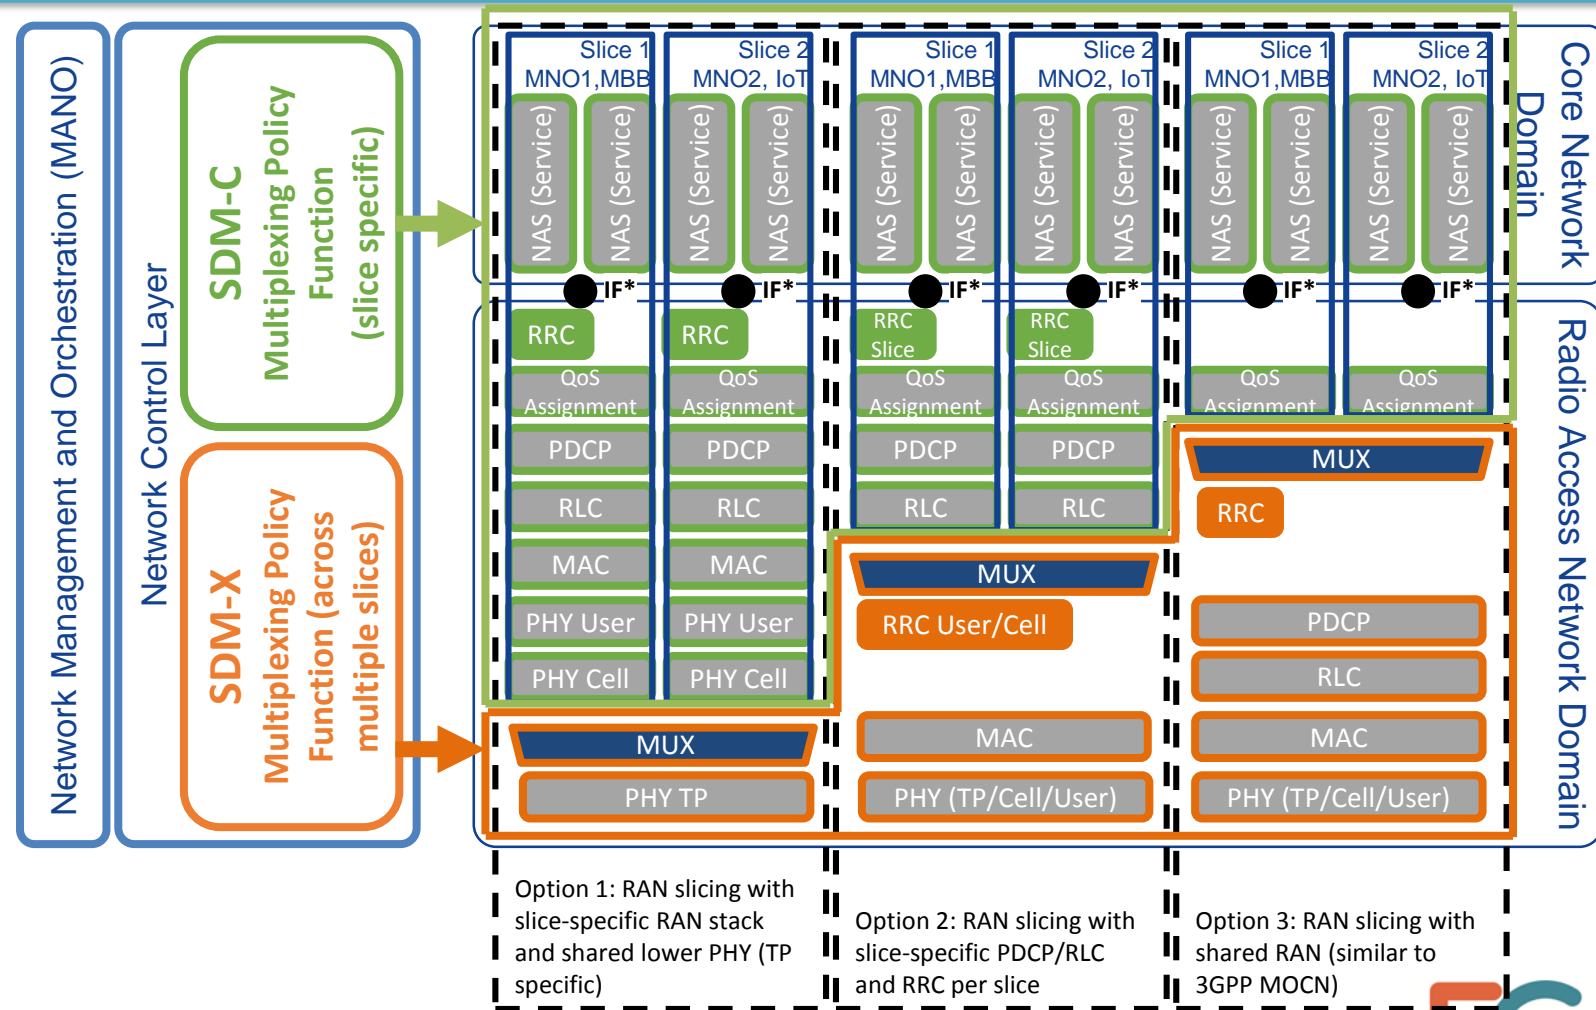 Network Management and Orchestration (MANO)
Network Control Layer
SDM-C
Multiplexing Policy
Function
(slice specific)
SDM-X
Multiplexing Policy
Function (across
multiple slices)
Core Network
Domain
Radio Access Network Domain
Slice 1
MNO1,MBB
NAS (Service)
NAS (Service)
IF*
RRC
QoS
Assignment
PDCP
RLC
MAC
PHY User
PHY Cell
Slice 2
MNO2, IoT
NAS (Service)
NAS (Service)
IF*
RRC
QoS
Assignment
PDCP
RLC
MAC
PHY User
PHY Cell
MUX
PHY TP
Option 1: RAN slicing with
slice-specific RAN stack
and shared lower PHY (TP
specific)
Slice 1
MNO1,MBB
NAS (Service)
NAS (Service)
IF*
RRC
Slice
QoS
Assignment
PDCP
RLC
Slice 2
MNO2, IoT
NAS (Service)
NAS (Service)
IF*
RRC
Slice
QoS
Assignment
PDCP
RLC
MUX
RRC User/Cell
MAC
PHY (TP/Cell/User)
Option 2: RAN slicing with
slice-specific PDCP/RLC
and RRC per slice
Slice 1
MNO1,MBB
NAS (Service)
NAS (Service)
IF*
QoS
Assignment
Slice 2
MNO2, IoT
NAS (Service)
NAS (Service)
IF*
QoS
Assignment
MUX
RRC
PDCP
RLC
MAC
PHY (TP/Cell/User)
Option 3: RAN slicing with
shared RAN (similar to
3GPP MOCN)